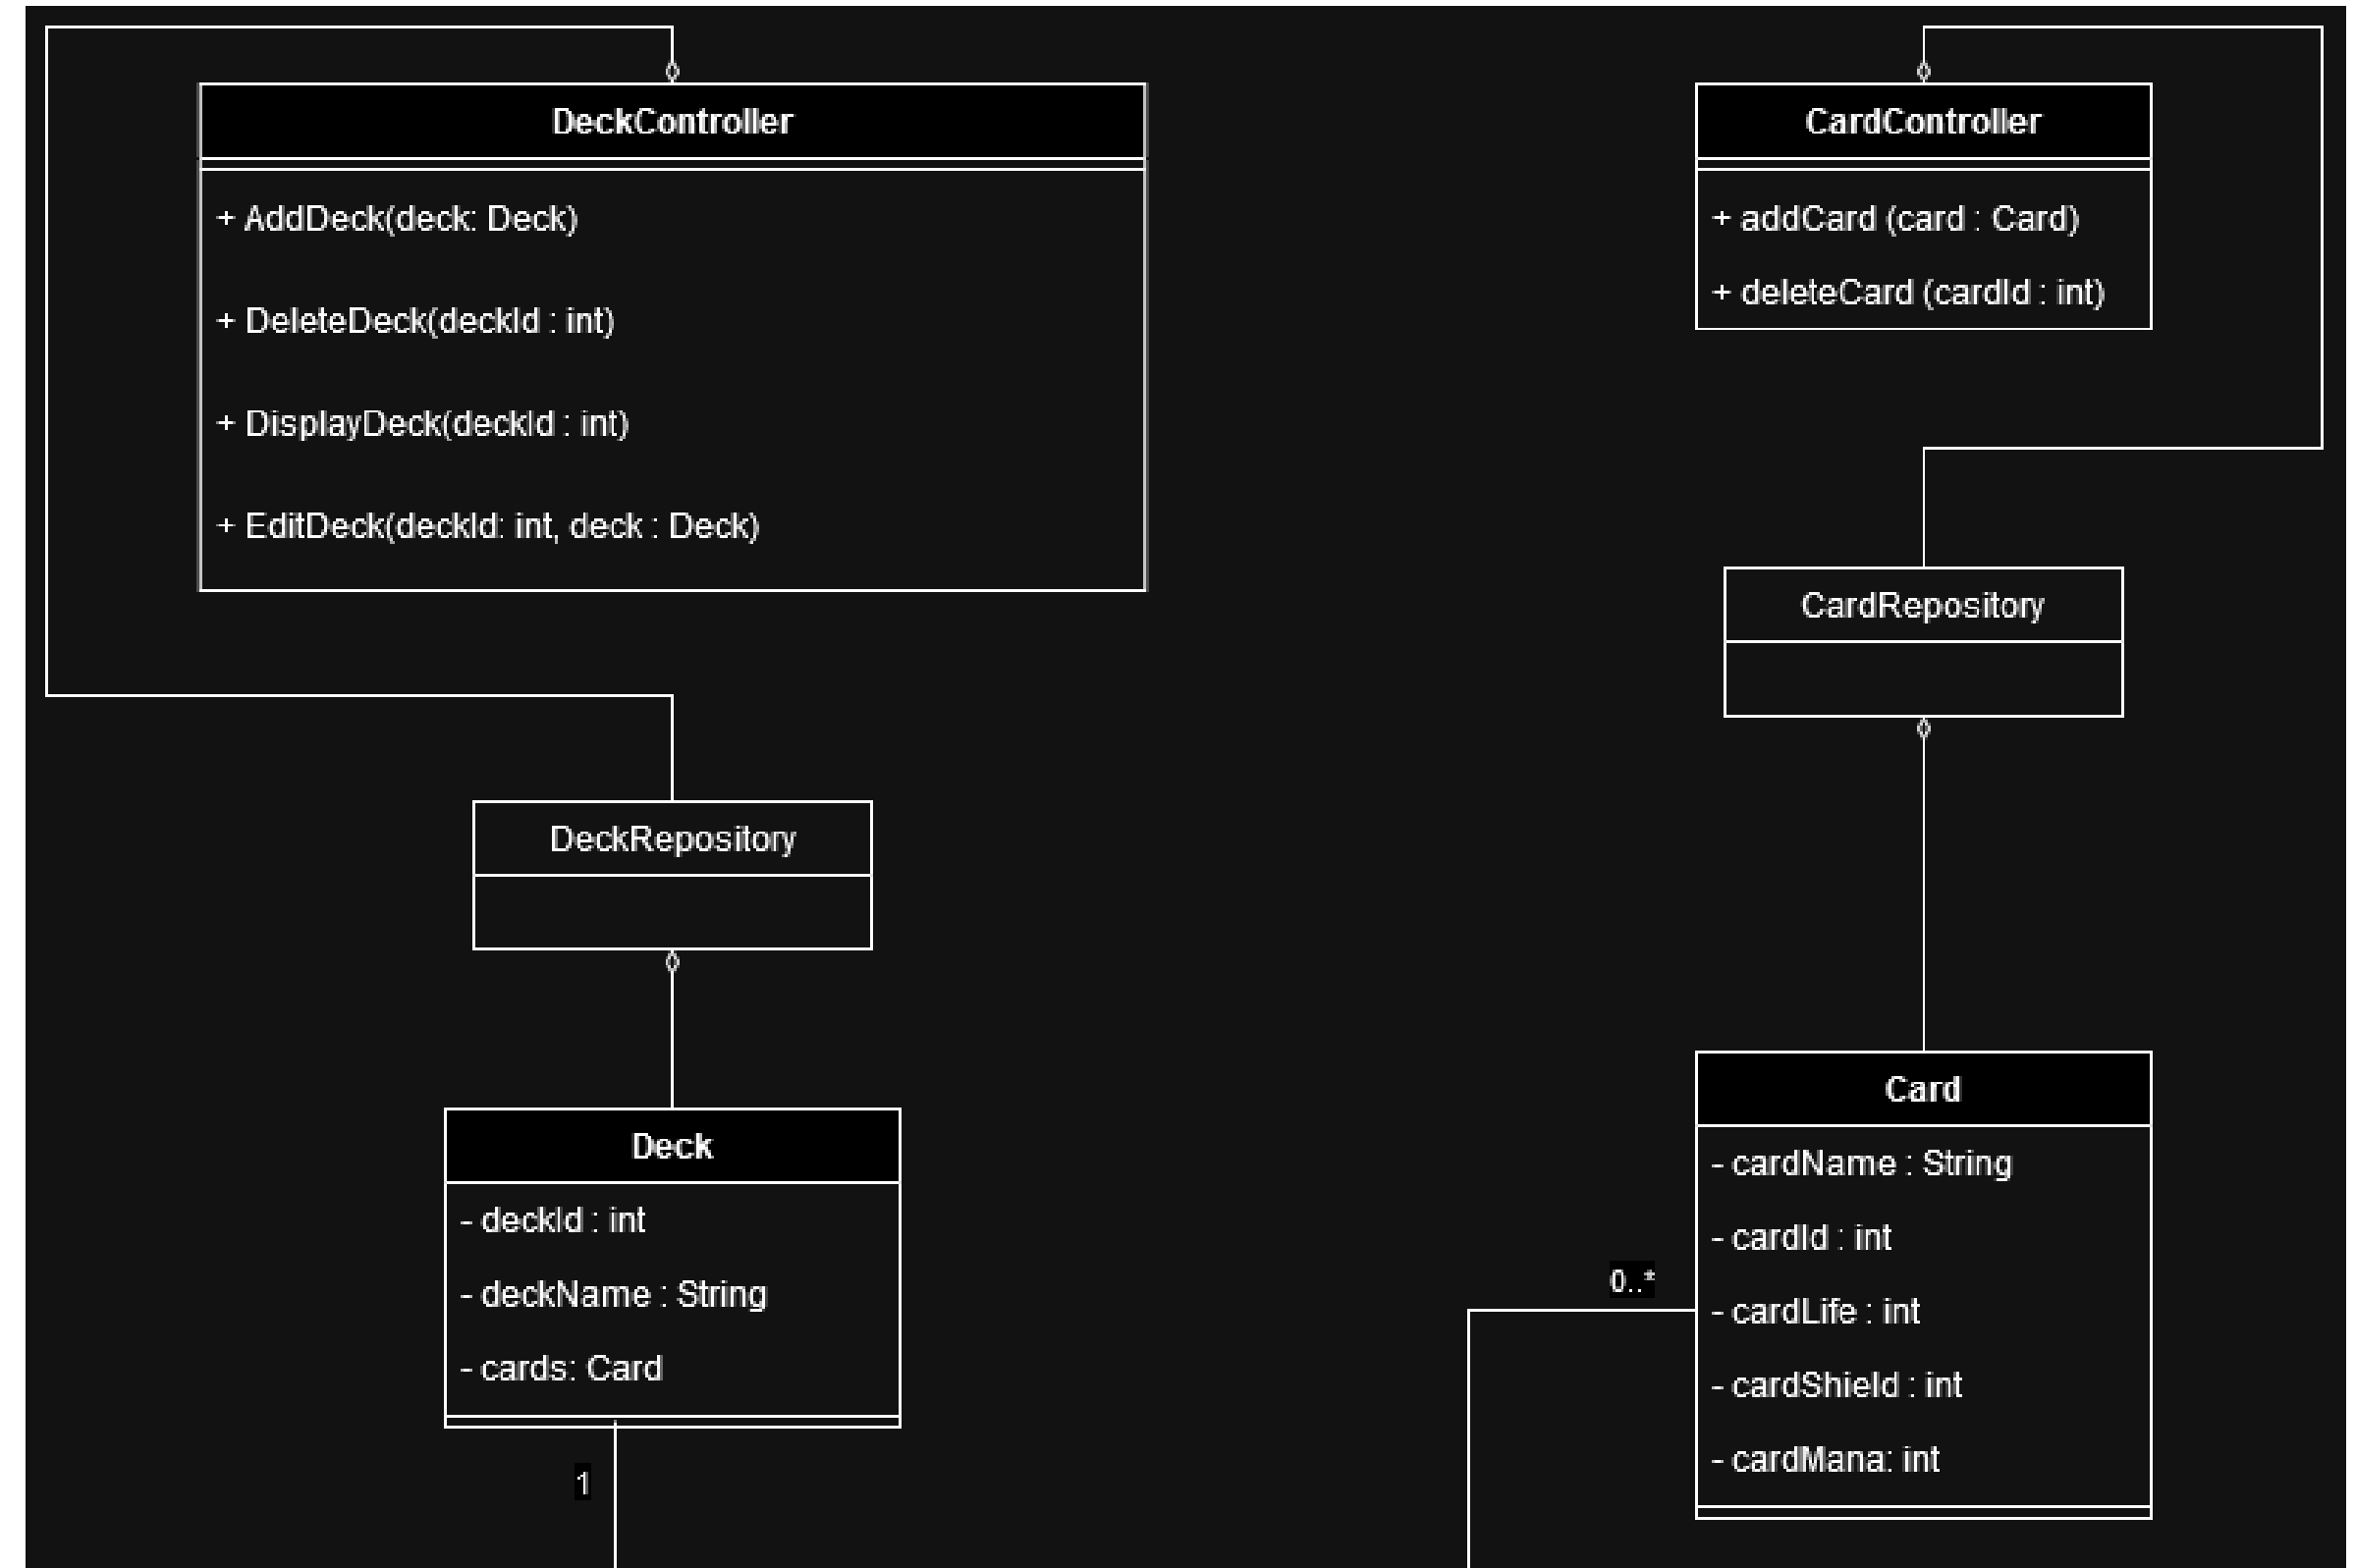 DeckController
+ AddDeck(deck: Deck)
+ DeleteDeck(deckId : int)
+ DisplayDeck(deckId : int)
+ EditDeck(deckId: int, deck : Deck)
CardController
+ addCard (card : Card)
+ deleteCard (cardId : int)
CardRepository
DeckRepository
Deck
- deckId : int
- deckName : String
- cards: Card
1
Card
- cardName : String
- cardId : int
- cardLife : int
- cardShield : int
- cardMana: int
0..*